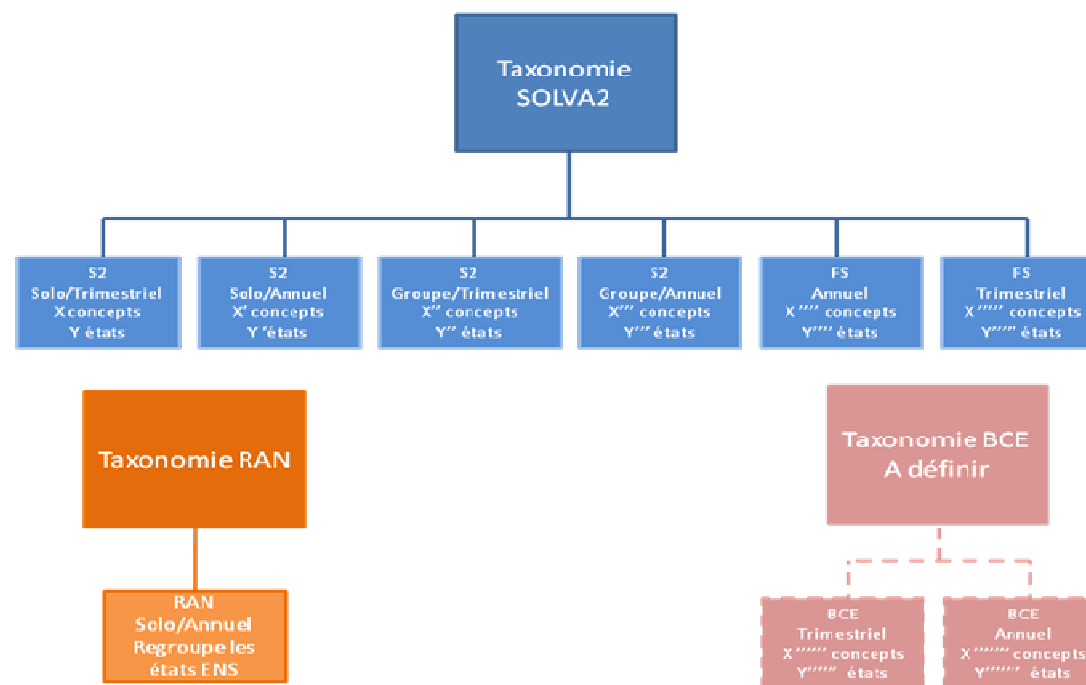 Taxonomie
SOLVA2
S2
Solo/Trimestriel
X concepts
Y états
S2
Solo/Annuel
X' concepts
Y 'états
S2
Groupe/Trimestriel
X'' concepts
Y'' états
S2
Groupe/Annuel
X''' concepts
Y''' états
FS
Annuel
X'''' concepts
Y'''' états
FS
Trimestriel
X''''' concepts
Y''''' états
Taxonomie RAN
RAN
Solo/Annuel
Regroupe les
états ENS
Taxonomie BCE
A définir
BCE
Trimestriel
X'''''' concepts
Y'''''' états
BCE
Annuel
X''''''' concepts
Y''''''' états